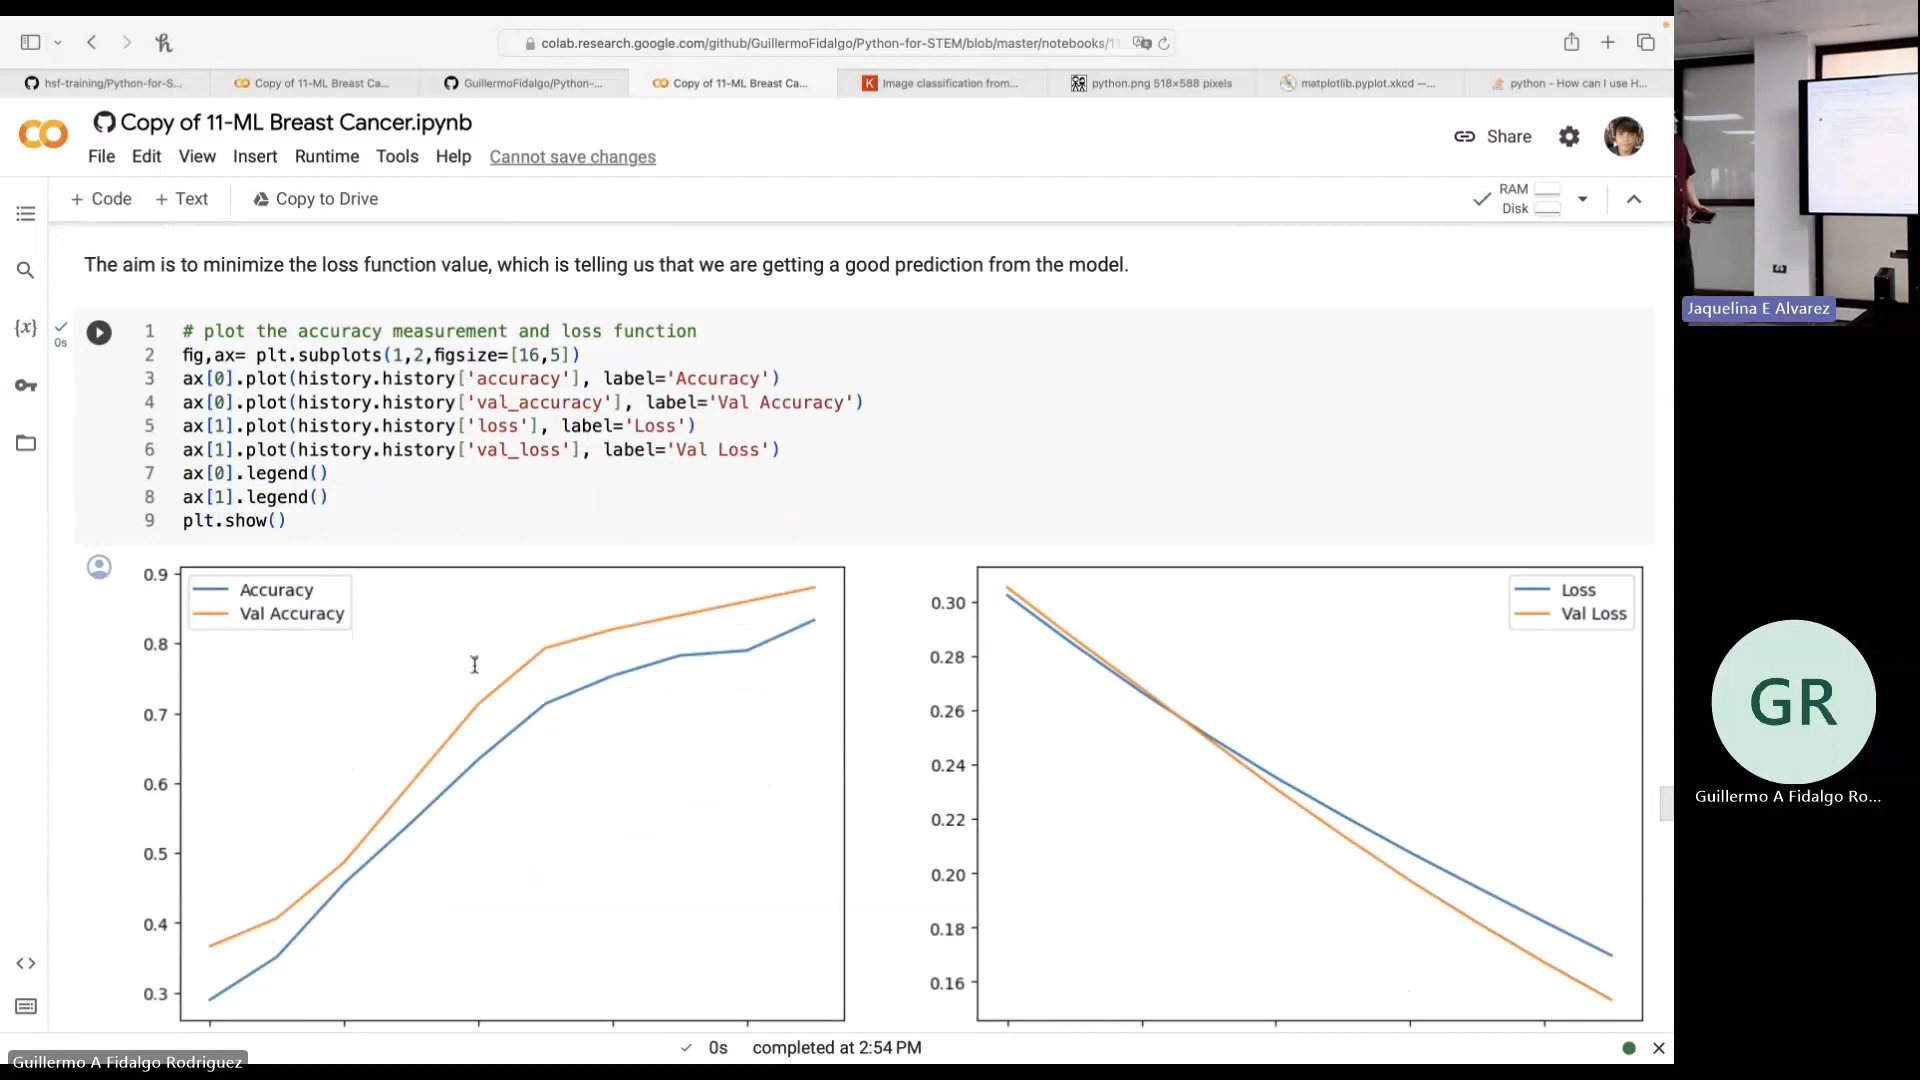 colab.research.google.com/github/GuillermoFidalgo/Python-for-STEM/blob/master/notebooks/1
hsf-training/Python-for-S...
Copy of 11-ML Breast Ca...
GuillermoFidalgo/Python-...
Copy of 11-ML Breast Ca...
Image classification from...
python.png 518×588 pixels
matplotlib.pyplot.xkcd —...
python - How can I use H...
Copy of 11-ML Breast Cancer.ipynb
Share
File Edit View Insert Runtime Tools Help Cannot save changes
+ Code + Text Copy to Drive
RAM
Disk
The aim is to minimize the loss function value, which is telling us that we are getting a good prediction from the model.
{x}
0s
1 # plot the accuracy measurement and loss function
2 fig,ax= plt.subplots(1,2,figsize=[16,5])
3 ax[0].plot(history.history['accuracy'], label='Accuracy')
4 ax[0].plot(history.history['val_accuracy'], label='Val Accuracy')
5 ax[1].plot(history.history['loss'], label='Loss')
6 ax[1].plot(history.history['val_loss'], label='Val Loss')
7 ax[0].legend()
8 ax[1].legend()
9 plt.show()
Accuracy
Val Accuracy
0.9
0.8
0.7
0.6
0.5
0.4
0.3
Loss
Val Loss
0.30
0.28
0.26
0.24
0.22
0.20
0.18
0.16
0s completed at 2:54 PM
Guillermo A Fidalgo Rodriguez
Jaquelina E Alvarez
GR
Guillermo A Fidalgo Ro...